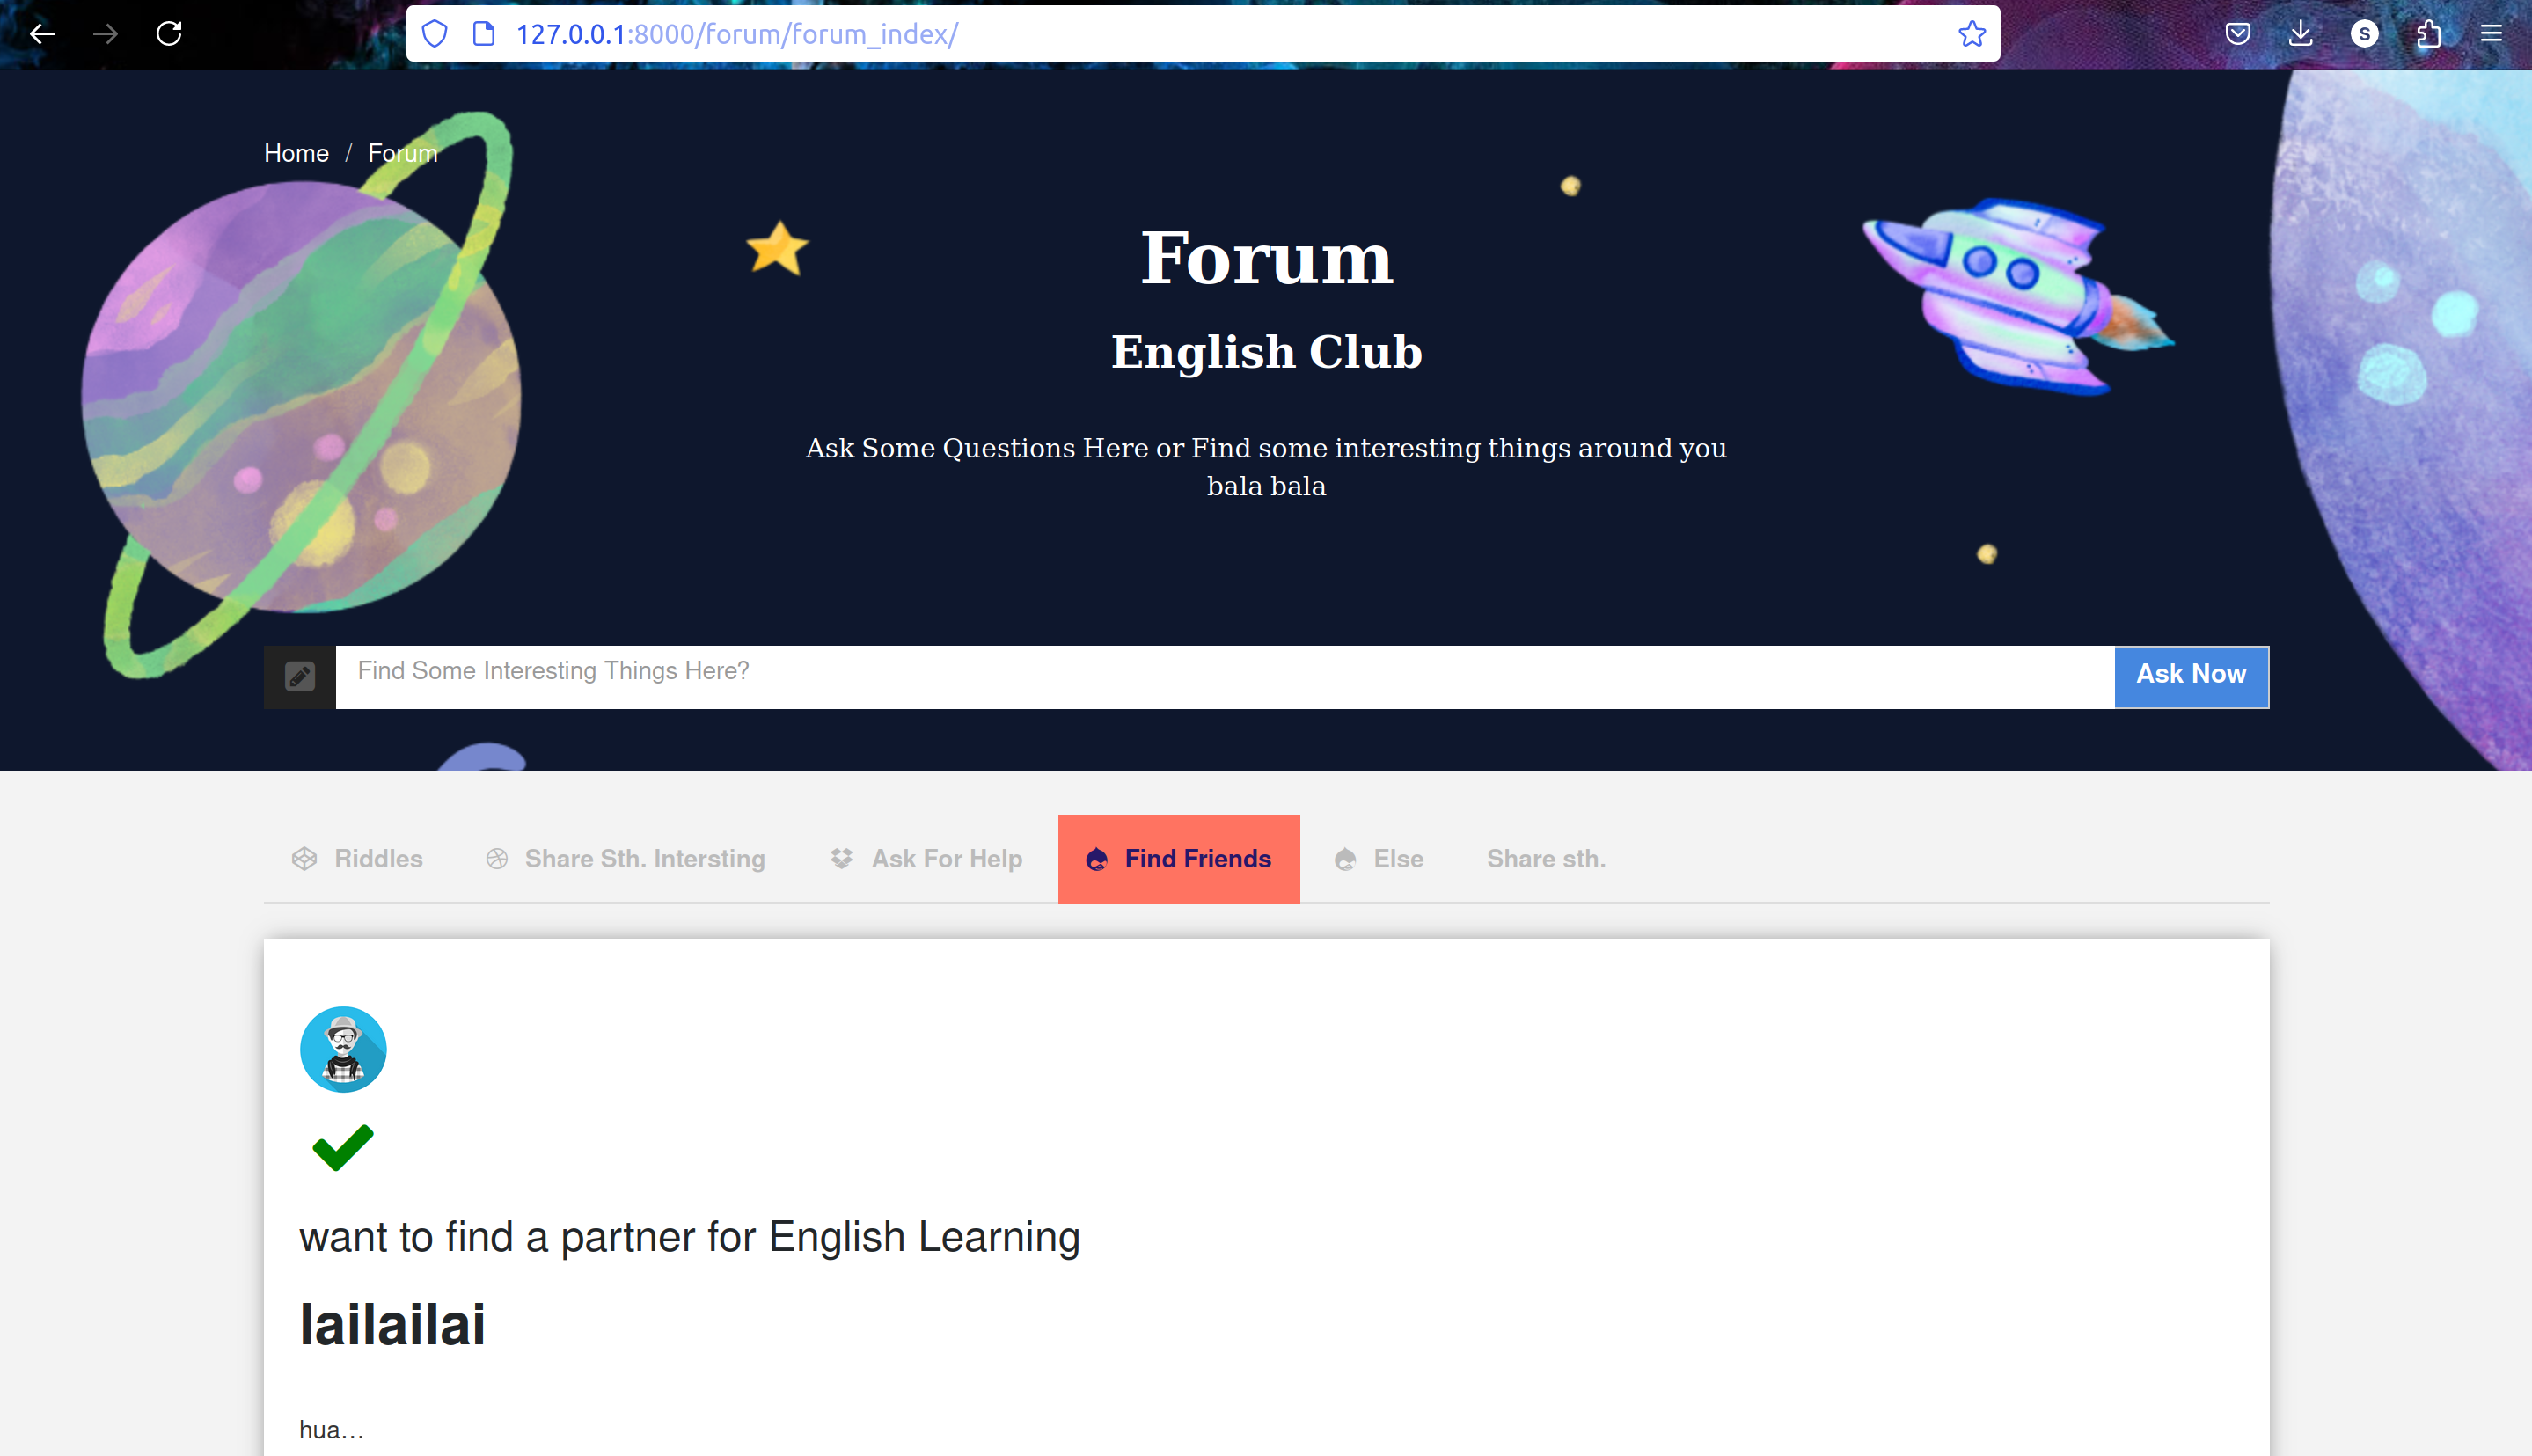 127.0.0.1:8000/forum/forum_index/
S
Home / Forum
Forum
English Club
Ask Some Questions Here or Find some interesting things around you
bala bala
Find Some Interesting Things Here?
Ask Now
Riddles Share Sth. Intersting Ask For Help Find Friends Else Share sth.
want to find a partner for English Learning
lailailai
hua...